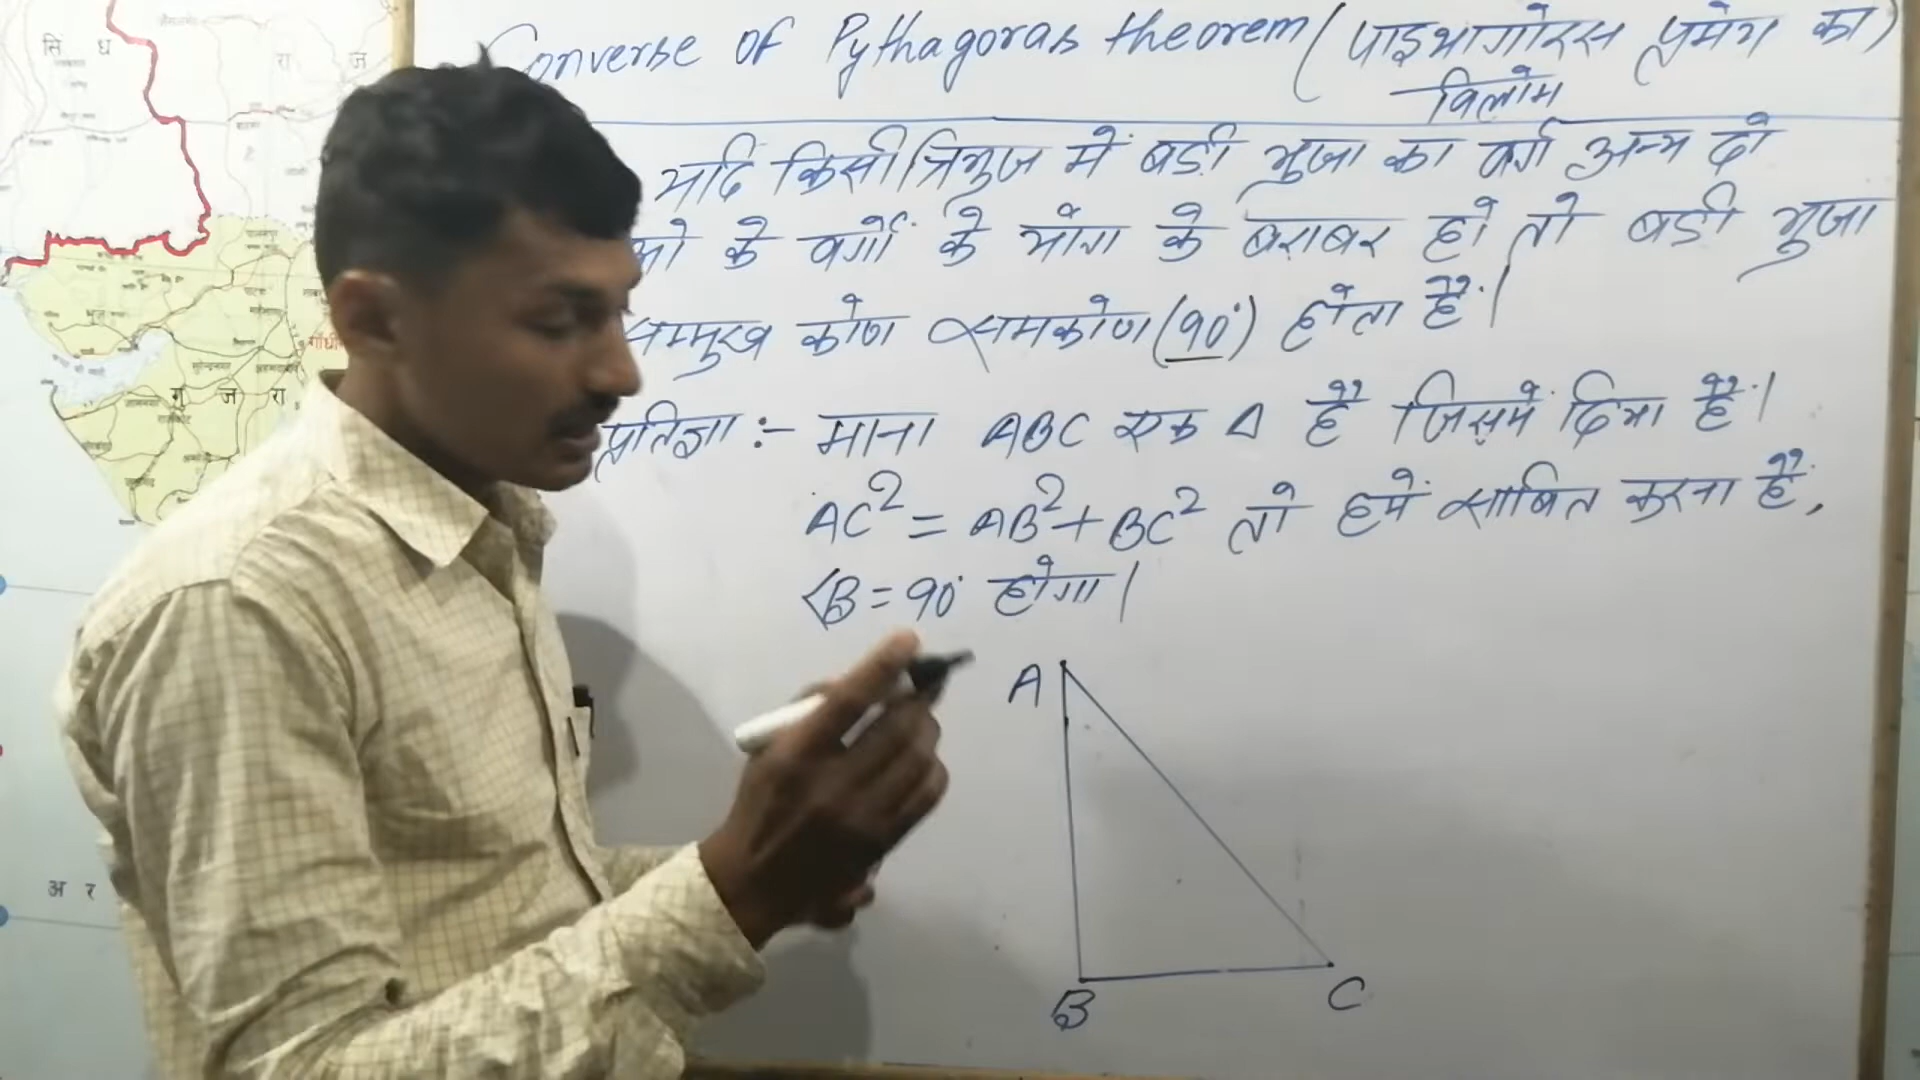 Converse of Pythagoras theorem (पाइथागोरस प्रमेय का)
विलोम
यदि किसी त्रिभुज में बड़ी भुजा का वर्ग अन्य दो
ओ के वर्गों के योग के बराबर हो तो बड़ी भुजा
सम्मुख कोण समकोण (90°) होता है।
प्रतिज्ञा :- माना ABC एक Δ है जिसमें दिया है।
AC² = AB² + BC² तो हमें साबित करना है,
∠B = 90° होगा।
A
B
C
सि ध
रा ज
गु ज रा
अ र